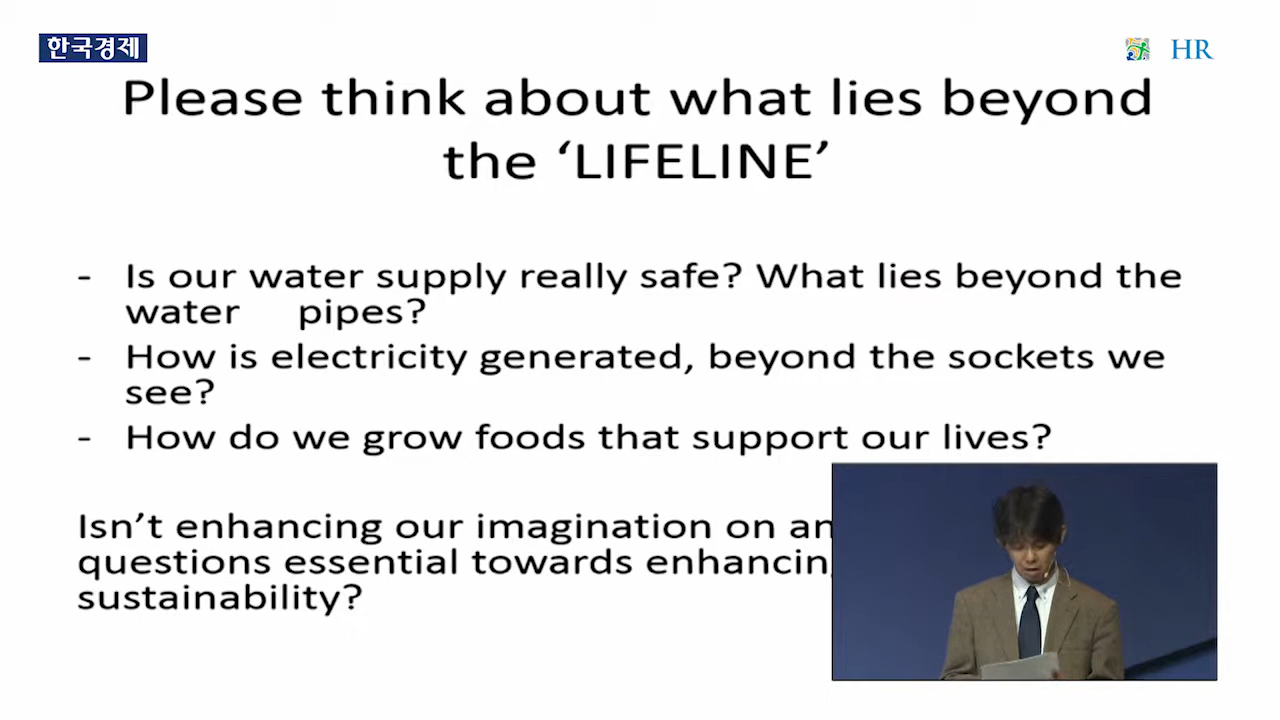 한국경제
HR
Please think about what lies beyond
the ‘LIFELINE’
- Is our water supply really safe? What lies beyond the
water pipes?
- How is electricity generated, beyond the sockets we
see?
- How do we grow foods that support our lives?
Isn’t enhancing our imagination on
questions essential towards
sustainability?